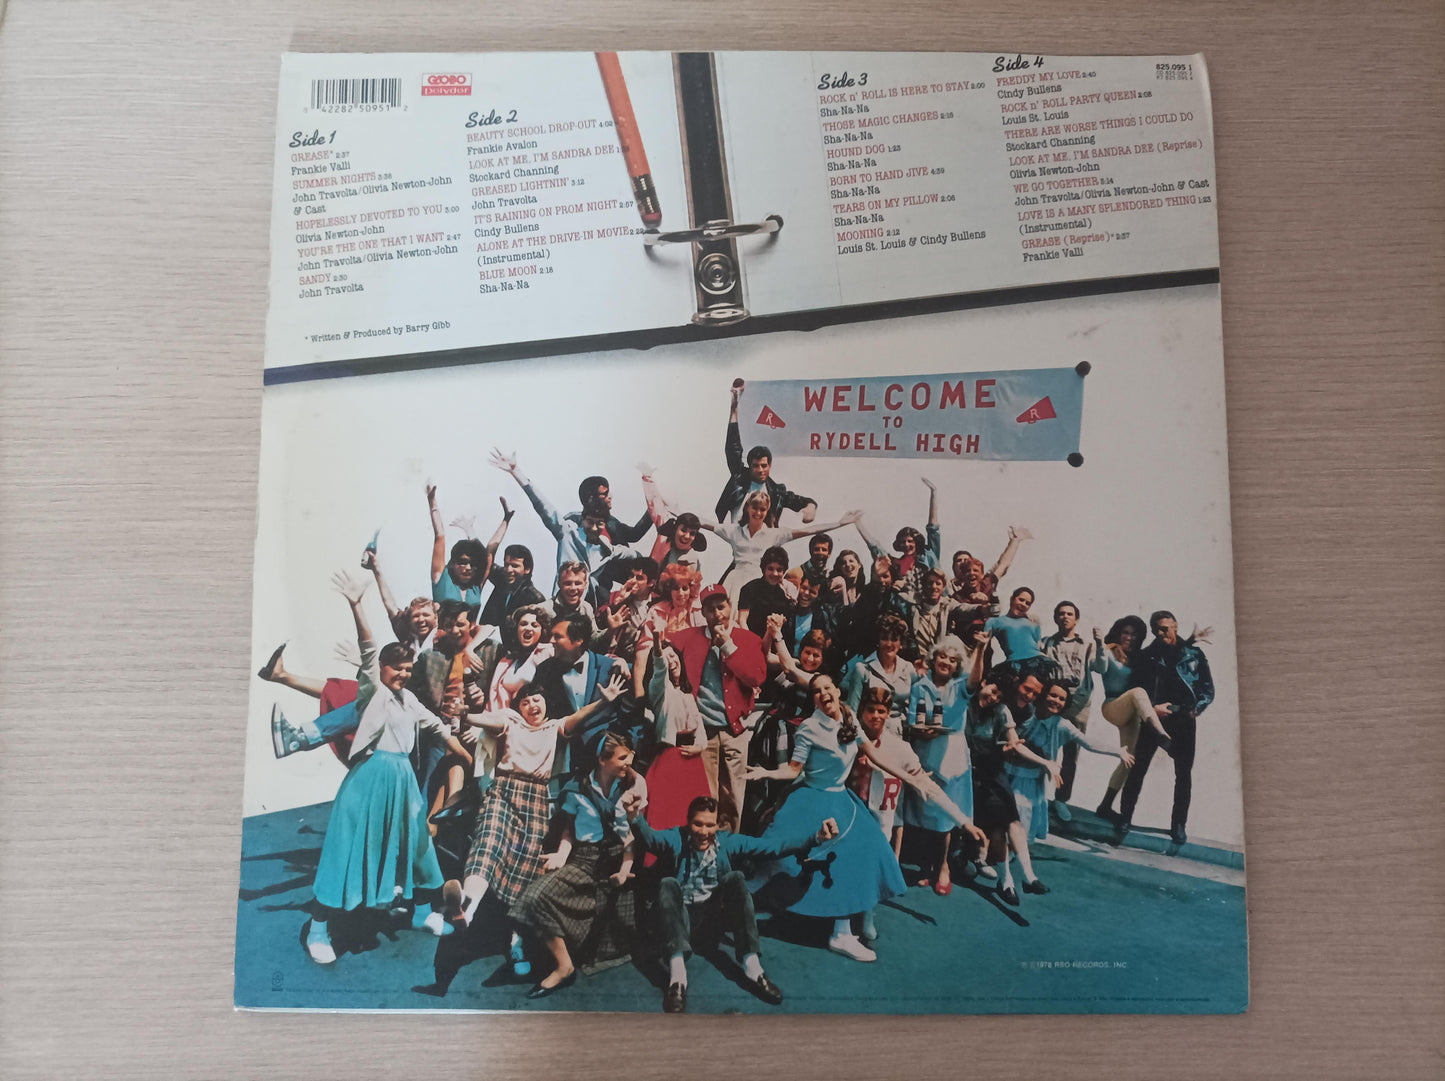 0 42282 50951 2
GLOBO
Polydor
Side 1
GREASE* 2:37
Frankie Valli
SUMMER NIGHTS 3:36
John Travolta/Olivia Newton-John
& Cast
HOPELESSLY DEVOTED TO YOU 3:00
Olivia Newton-John
YOU'RE THE ONE THAT I WANT 2:47
John Travolta/Olivia Newton-John
SANDY 2:30
John Travolta
* Written & Produced by Barry Gibb
Side 2
BEAUTY SCHOOL DROP-OUT 4:02
Frankie Avalon
LOOK AT ME, I'M SANDRA DEE
Stockard Channing
GREASED LIGHTNIN' 3:12
John Travolta
IT'S RAINING ON PROM NIGHT 2:57
Cindy Bullens
ALONE AT THE DRIVE-IN MOVIE 2:22
(Instrumental)
BLUE MOON 2:18
Sha-Na-Na
Side 3
ROCK n' ROLL IS HERE TO STAY 2:00
Sha-Na-Na
THOSE MAGIC CHANGES 2:15
Sha-Na-Na
HOUND DOG 1:23
Sha-Na-Na
BORN TO HAND JIVE 4:39
Sha-Na-Na
TEARS ON MY PILLOW 2:06
Sha-Na-Na
MOONING 2:12
Louis St. Louis & Cindy Bullens
Side 4
FREDDY MY LOVE 2:40
Cindy Bullens
ROCK n' ROLL PARTY QUEEN 2:08
Louis St. Louis
THERE ARE WORSE THINGS I COULD DO
Stockard Channing
LOOK AT ME, I'M SANDRA DEE (Reprise)
Olivia Newton-John
WE GO TOGETHER 3:14
John Travolta/Olivia Newton-John & Cast
LOVE IS A MANY SPLENDORED THING 1:23
(Instrumental)
GREASE (Reprise)* 2:37
Frankie Valli
825.095 1
WELCOME
TO
RYDELL HIGH
R
R
R
℗ ©1978 RSO RECORDS, INC.